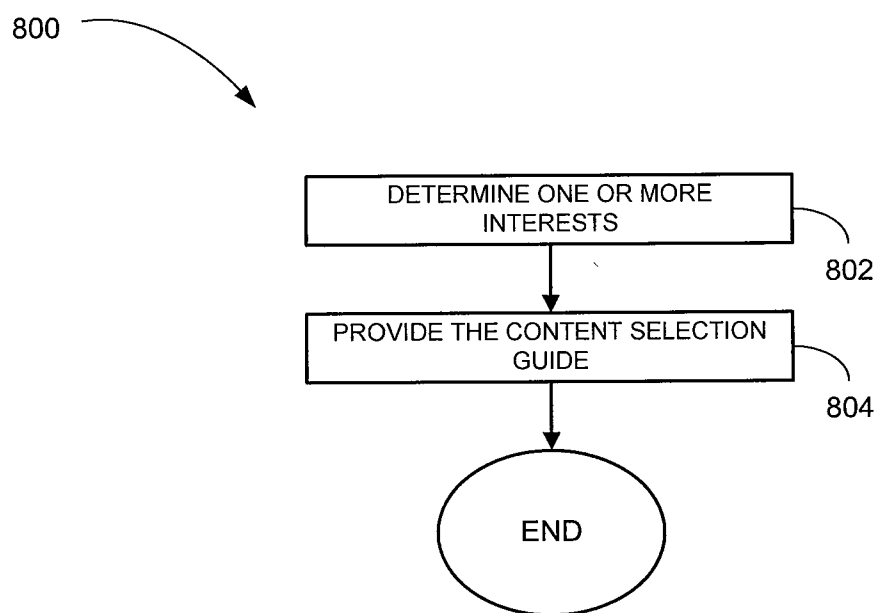 800
DETERMINE ONE OR MORE
INTERESTS
802
PROVIDE THE CONTENT SELECTION
GUIDE
804
END